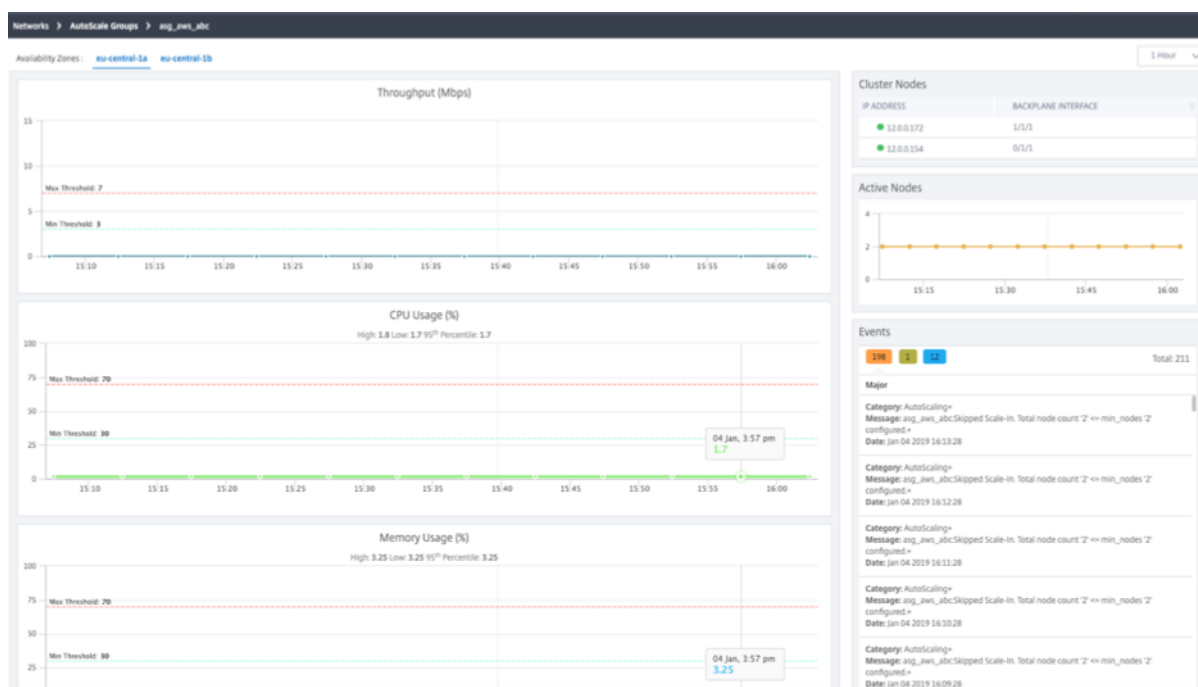 Networks > AutoScale Groups > asg_aws_abc
Availability Zones : eu-central-1a eu-central-1b
1 Hour
Throughput (Mbps)
15
10
Max Threshold: 7
5
Min Threshold: 3
0
15:10 15:15 15:20 15:25 15:30 15:35 15:40 15:45 15:50 15:55 16:00
CPU Usage (%)
High: 1.8 Low: 1.7 95th Percentile: 1.7
100
75
Max Threshold: 70
50
Min Threshold: 30
25
04 Jan, 3:57 pm
1.7
0
15:10 15:15 15:20 15:25 15:30 15:35 15:40 15:45 15:50 15:55 16:00
Memory Usage (%)
High: 3.25 Low: 3.25 95th Percentile: 3.25
100
75
Max Threshold: 70
50
Min Threshold: 30
25
04 Jan, 3:57 pm
3.25
Cluster Nodes
IP ADDRESS BACKPLANE INTERFACE
12.0.0.172 1/1/1
12.0.0.154 0/1/1
Active Nodes
4
2
0
15:15 15:30 15:45 16:00
Events
198 1 12 Total: 211
Major
Category: AutoScaling+
Message: asg_aws_abc:Skipped Scale-In. Total node count '2' <= min_nodes '2'
configured.+
Date: Jan 04 2019 16:13:28
Category: AutoScaling+
Message: asg_aws_abc:Skipped Scale-In. Total node count '2' <= min_nodes '2'
configured.+
Date: Jan 04 2019 16:12:28
Category: AutoScaling+
Message: asg_aws_abc:Skipped Scale-In. Total node count '2' <= min_nodes '2'
configured.+
Date: Jan 04 2019 16:11:28
Category: AutoScaling+
Message: asg_aws_abc:Skipped Scale-In. Total node count '2' <= min_nodes '2'
configured.+
Date: Jan 04 2019 16:10:28
Category: AutoScaling+
Message: asg_aws_abc:Skipped Scale-In. Total node count '2' <= min_nodes '2'
configured.+
Date: Jan 04 2019 16:09:28